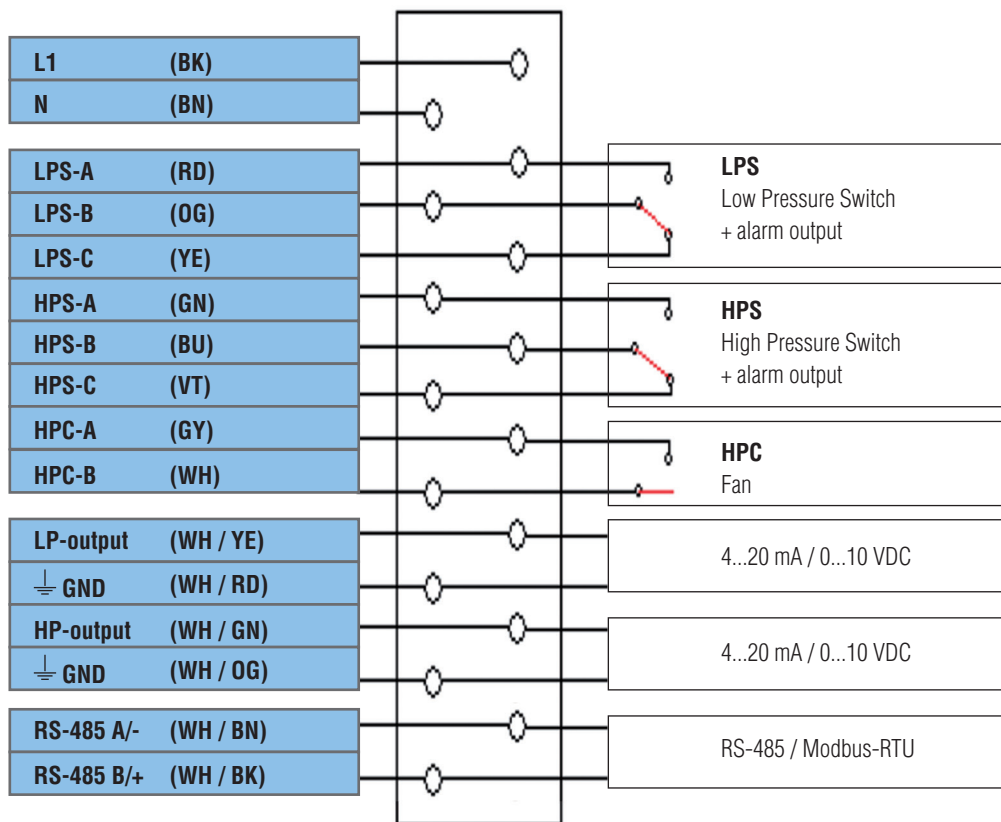 L1 (BK)
N (BN)
LPS-A (RD)
LPS-B (OG)
LPS-C (YE)
HPS-A (GN)
HPS-B (BU)
HPS-C (VT)
HPC-A (GY)
HPC-B (WH)
LP-output (WH / YE)
GND (WH / RD)
HP-output (WH / GN)
GND (WH / OG)
RS-485 A/- (WH / BN)
RS-485 B/+ (WH / BK)
LPS
Low Pressure Switch
+ alarm output
HPS
High Pressure Switch
+ alarm output
HPC
Fan
4...20 mA / 0...10 VDC
4...20 mA / 0...10 VDC
RS-485 / Modbus-RTU